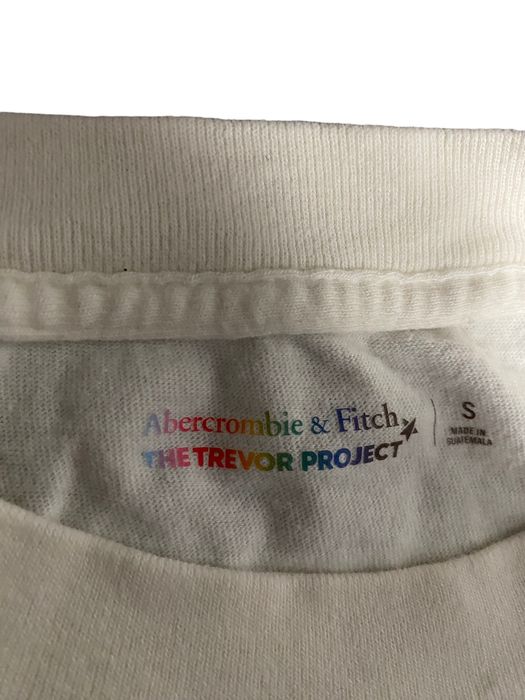 Abercrombie & Fitch
THE TREVOR PROJECT
S
MADE IN
GUATEMALA